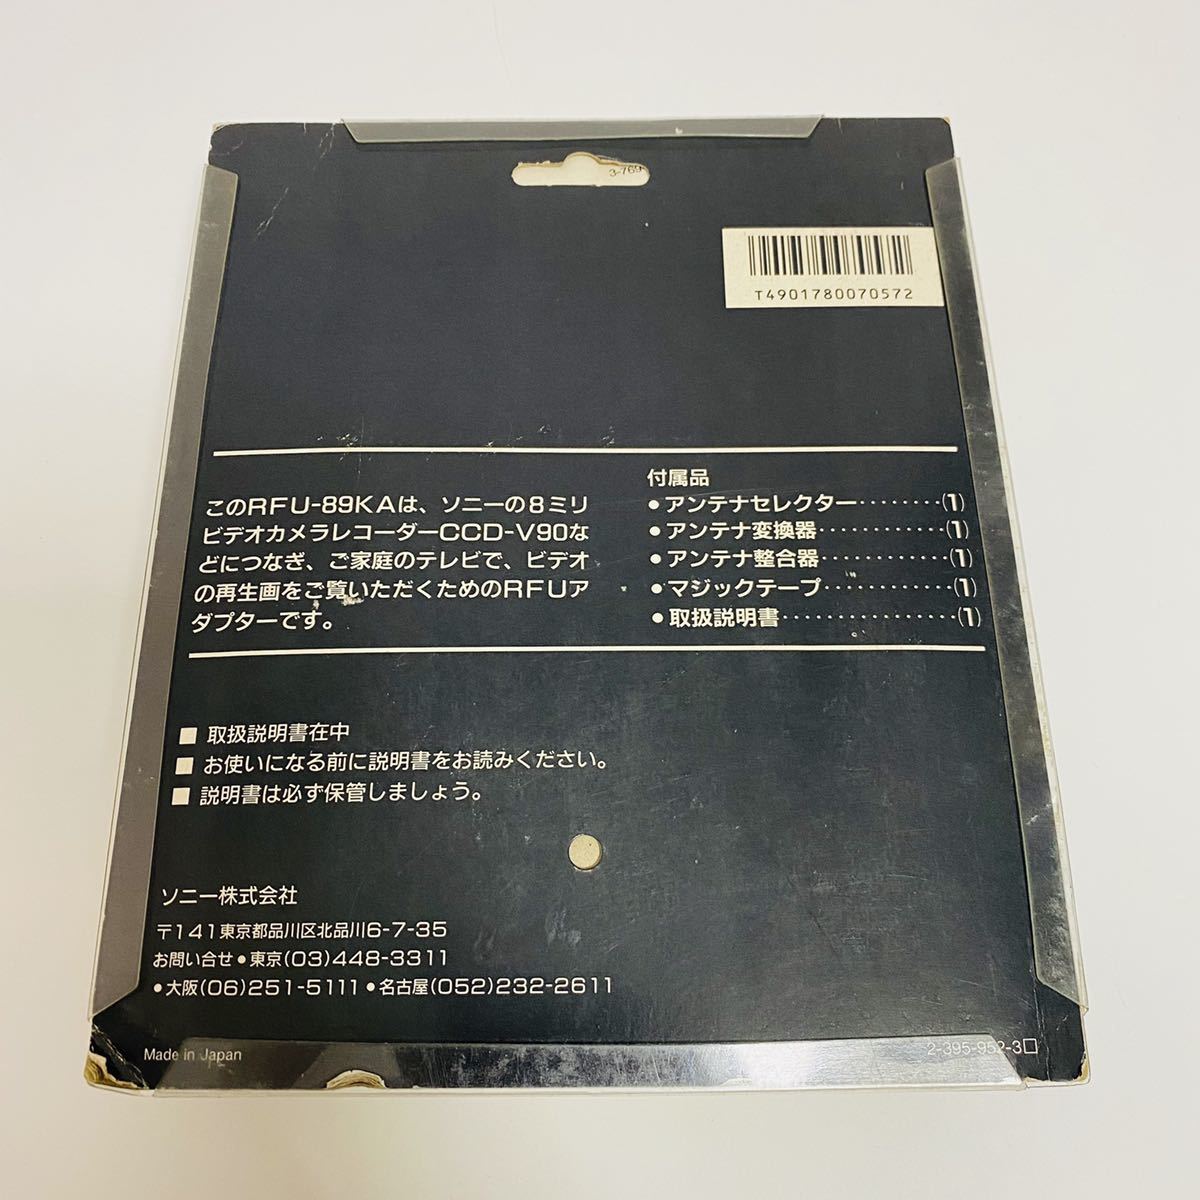 3-769
T4901780070572
このRFU-89KAは、ソニーの8ミリ
ビデオカメラレコーダーCCD-V90な
どにつなぎ、ご家庭のテレビで、ビデオ
の再生画をご覧いただくためのRFUア
ダプターです。
付属品
●アンテナセレクター・・・・・・・・(1)
●アンテナ変換器・・・・・・・・・・・・(1)
●アンテナ整合器・・・・・・・・・・・・(1)
●マジックテープ・・・・・・・・・・・・(1)
●取扱説明書・・・・・・・・・・・・・・・・(1)
■ 取扱説明書在中
■ お使いになる前に説明書をお読みください。
■ 説明書は必ず保管しましょう。
ソニー株式会社
〒141東京都品川区北品川6-7-35
お問い合せ●東京(03)448-3311
●大阪(06)251-5111 ●名古屋(052)232-2611
Made in Japan
2-395-952-3□